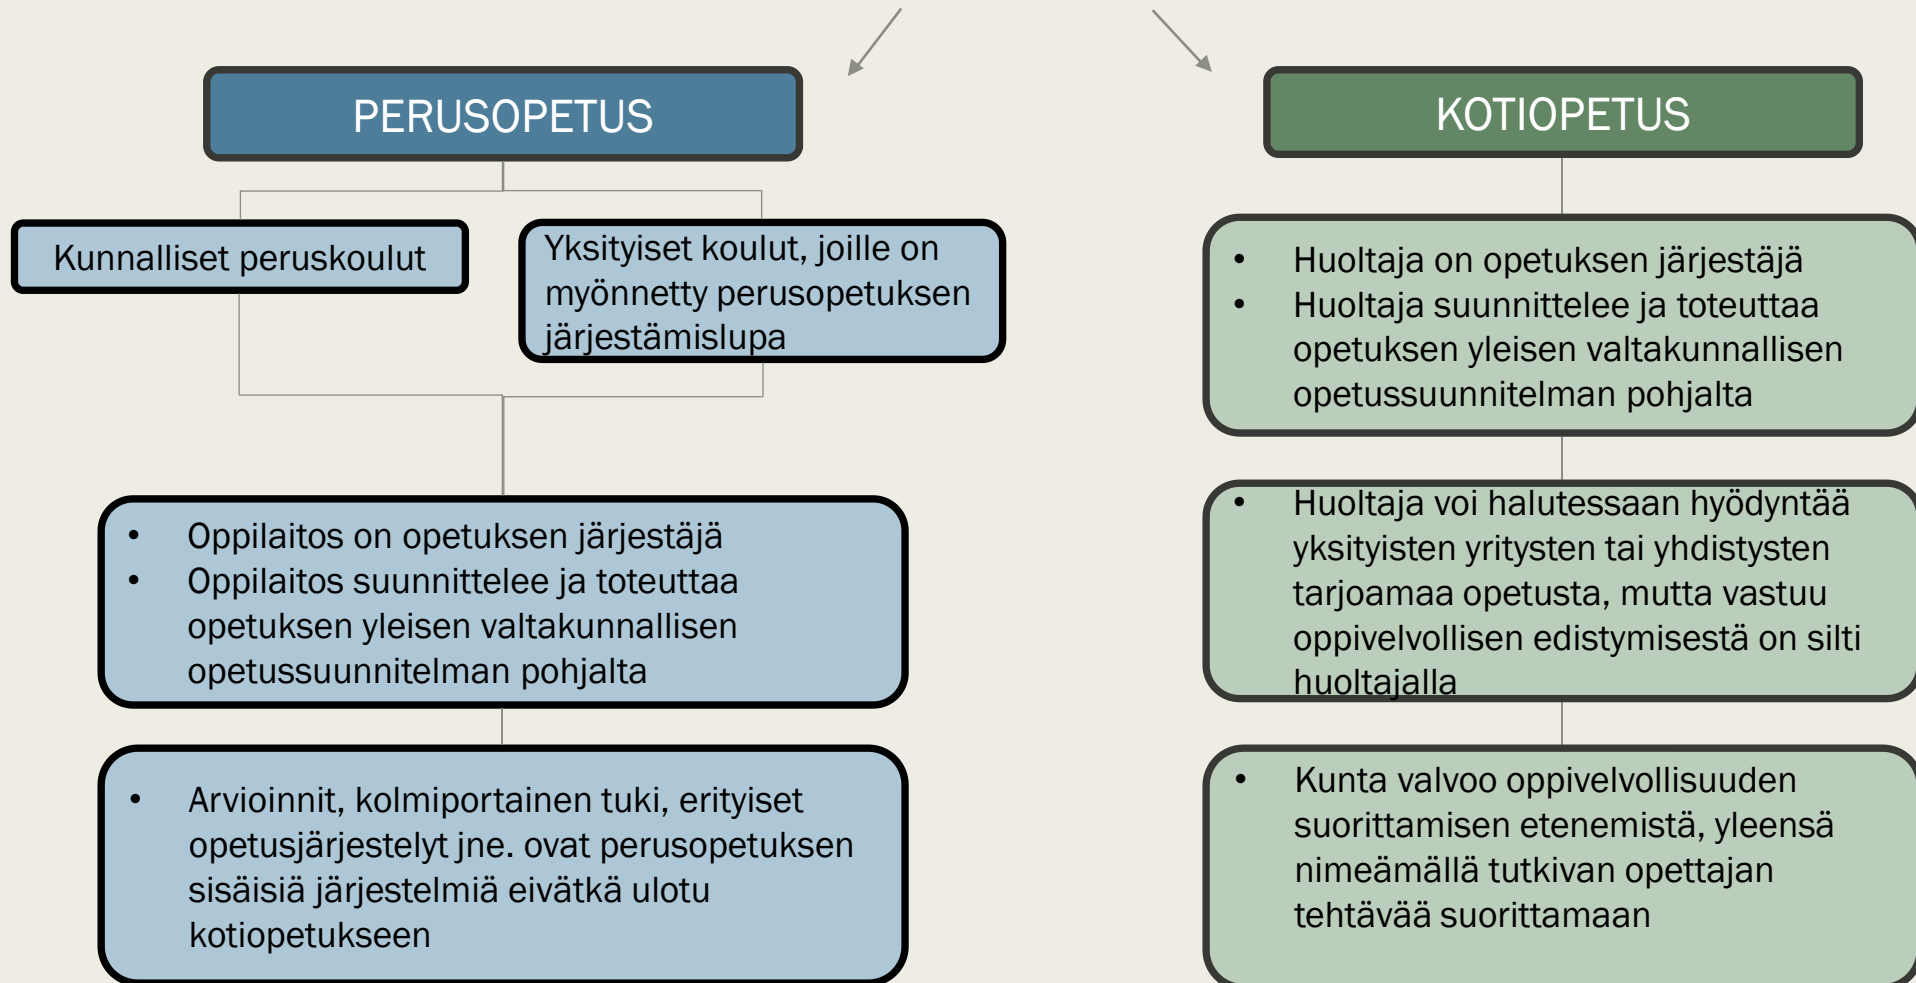 PERUSOPETUS
Kunnalliset peruskoulut
Yksityiset koulut, joille on
myönnetty perusopetuksen
järjestämislupa
• Oppilaitos on opetuksen järjestäjä
• Oppilaitos suunnittelee ja toteuttaa
opetuksen yleisen valtakunnallisen
opetussuunnitelman pohjalta
• Arvioinnit, kolmiportainen tuki, erityiset
opetusjärjestelyt jne. ovat perusopetuksen
sisäisiä järjestelmiä eivätkä ulotu
kotiopetukseen
KOTIOPETUS
• Huoltaja on opetuksen järjestäjä
• Huoltaja suunnittelee ja toteuttaa
opetuksen yleisen valtakunnallisen
opetussuunnitelman pohjalta
• Huoltaja voi halutessaan hyödyntää
yksityisten yritysten tai yhdistysten
tarjoamaa opetusta, mutta vastuu
oppivelvollisen edistymisestä on silti
huoltajalla
• Kunta valvoo oppivelvollisuuden
suorittamisen etenemistä, yleensä
nimeämällä tutkivan opettajan
tehtävää suorittamaan